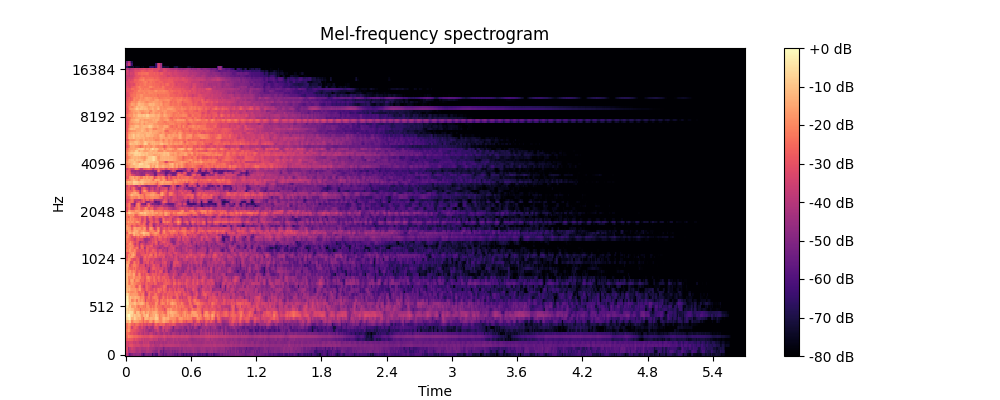 Mel-frequency spectrogram
Hz
16384
8192
4096
2048
1024
512
0
0 0.6 1.2 1.8 2.4 3 3.6 4.2 4.8 5.4
Time
+0 dB
-10 dB
-20 dB
-30 dB
-40 dB
-50 dB
-60 dB
-70 dB
-80 dB